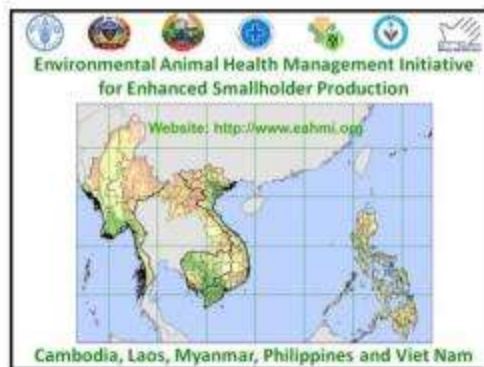 Environmental Animal Health Management Initiative
for Enhanced Smallholder Production
Website: http://www.eahmi.org
Cambodia, Laos, Myanmar, Philippines and Viet Nam